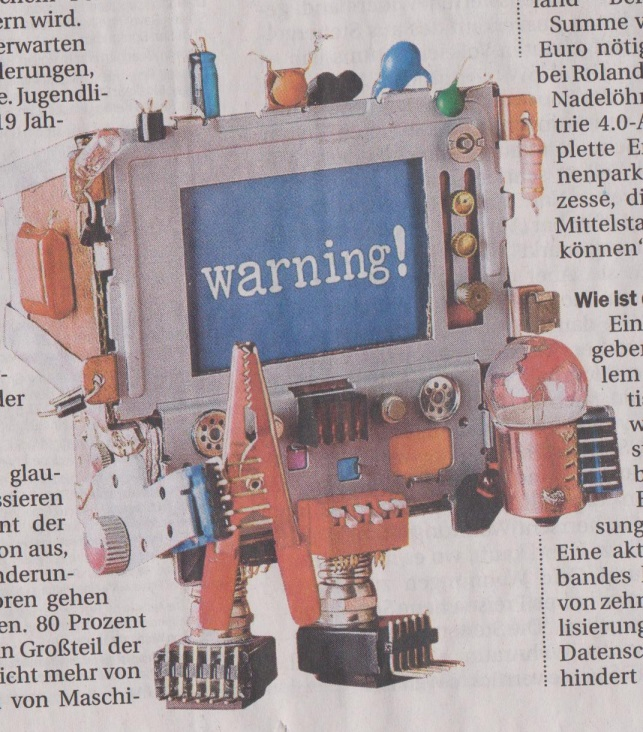 ern wird.
erwarten
lerungen,
e. Jugendli-
19 Jah-
der
glau-
ssieren
nt der
on aus,
nderun-
oren gehen
en. 80 Prozent
in Großteil der
icht mehr von
von Maschi-
warning!
land
Summe v
Euro nötig
bei Roland
Nadelöhr
trie 4.0-A
plette E
nenpark
zesse, di
Mittelsta
können"
Wie ist
Ein
geber
lem
ti
w
st
b
sung
Eine akt
bandes
von zehn
lisierung
Datensc
hindert